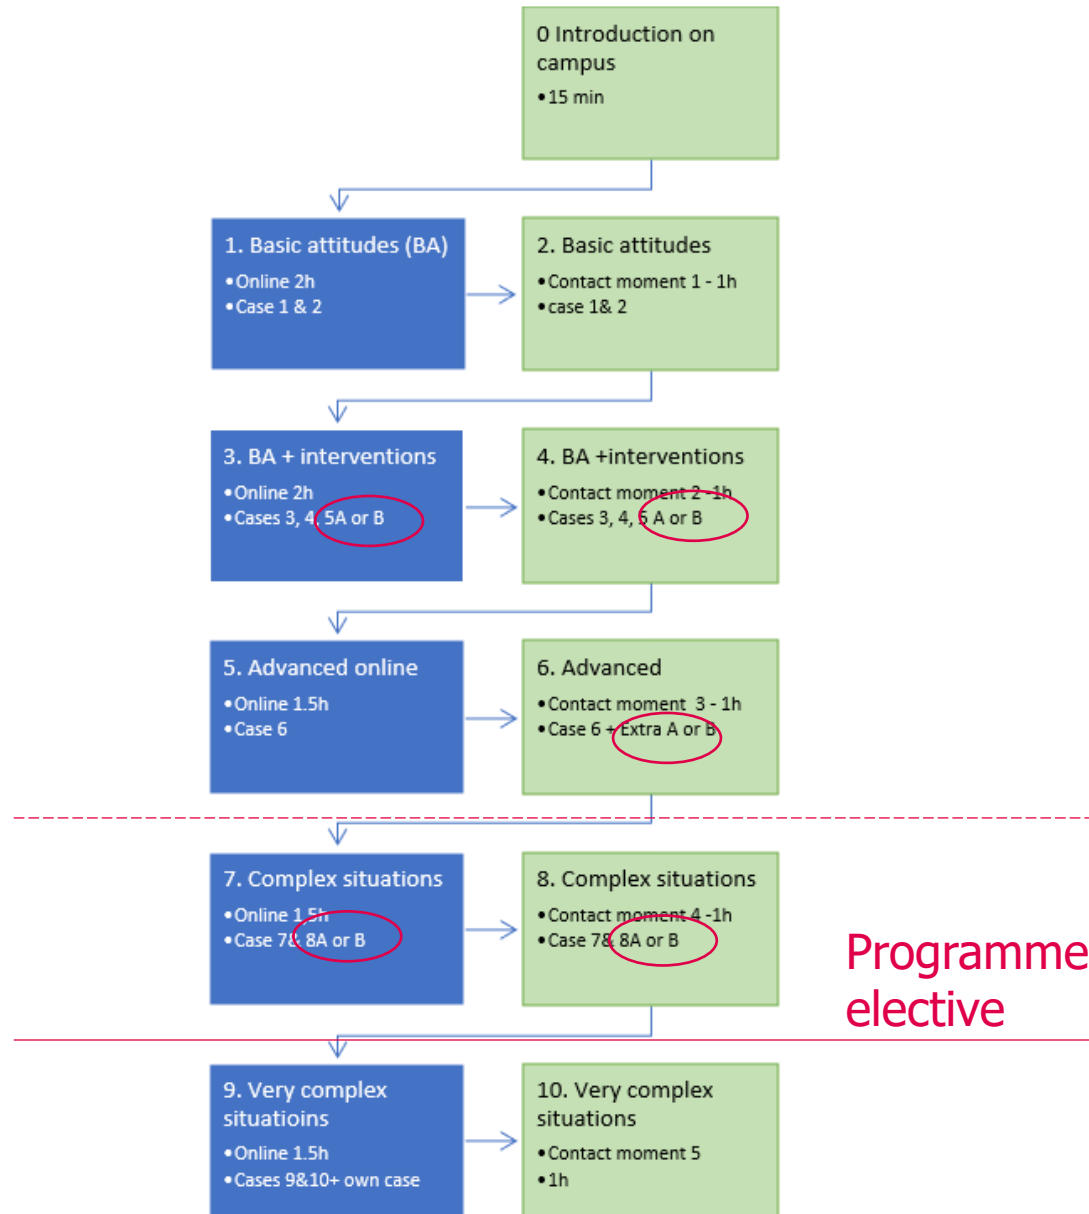 0 Introduction on
campus
•15 min
1. Basic attitudes (BA)
•Online 2h
•Case 1 & 2
2. Basic attitudes
•Contact moment 1 - 1h
•case 1& 2
3. BA + interventions
•Online 2h
•Cases 3, 4, 5A or B
4. BA +interventions
•Contact moment 2 -1h
•Cases 3, 4, 5 A or B
5. Advanced online
•Online 1.5h
•Case 6
6. Advanced
•Contact moment 3 - 1h
•Case 6 + Extra A or B
7. Complex situations
•Online 1.5h
•Case 7& 8A or B
8. Complex situations
•Contact moment 4 -1h
•Case 7& 8A or B
Programme
elective
9. Very complex
situatioins
•Online 1.5h
•Cases 9&10+ own case
10. Very complex
situations
•Contact moment 5
•1h